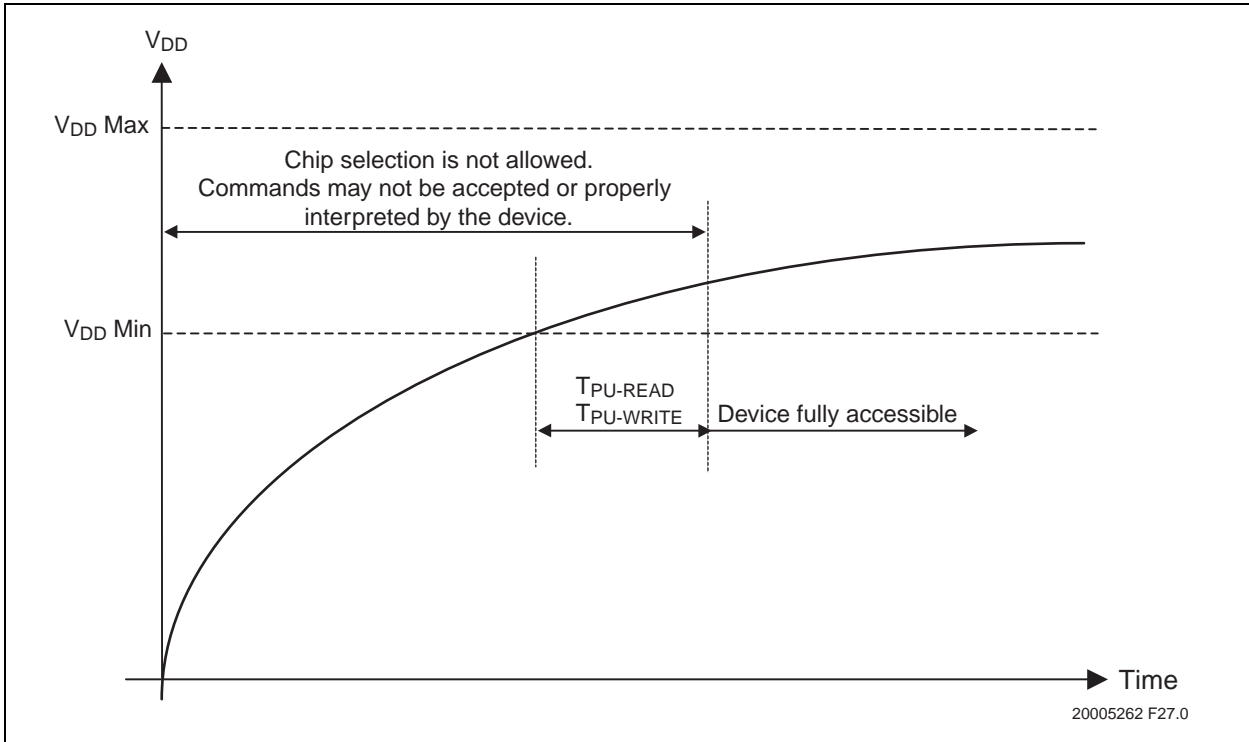 VDD
VDD Max
Chip selection is not allowed.
Commands may not be accepted or properly
interpreted by the device.
VDD Min
TPU-READ
TPU-WRITE
Device fully accessible
Time
20005262 F27.0